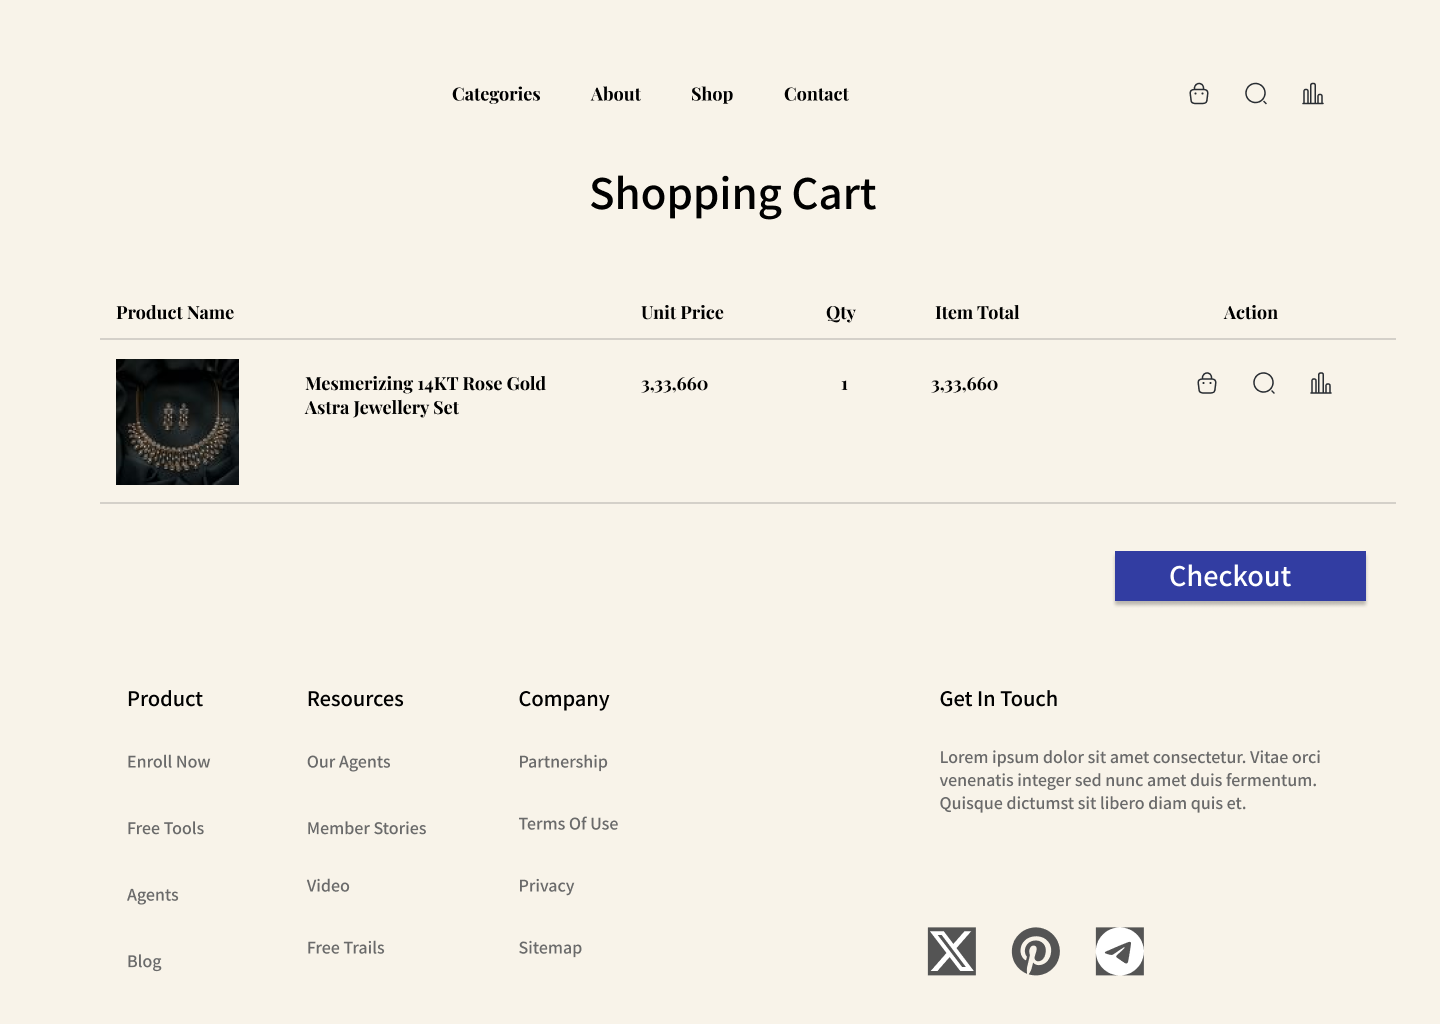 Categories About Shop Contact
Shopping Cart
Product Name Unit Price Qty Item Total Action
Mesmerizing 14KT Rose Gold 3,33,660 1 3,33,660
Astra Jewellery Set
Checkout
Product Resources Company Get In Touch
Enroll Now Our Agents Partnership Lorem ipsum dolor sit amet consectetur. Vitae orci
venenatis integer sed nunc amet duis fermentum.
Quisque dictumst sit libero diam quis et.
Free Tools Member Stories Terms Of Use
Agents Video Privacy
Blog Free Trails Sitemap